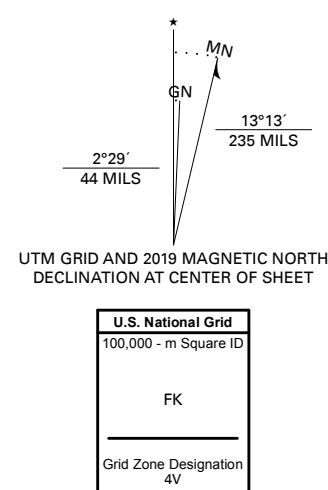 ★
MN
GN
13°13´
235 MILS
2°29´
44 MILS
UTM GRID AND 2019 MAGNETIC NORTH
DECLINATION AT CENTER OF SHEET
U.S. National Grid
100,000 - m Square ID
FK
Grid Zone Designation
4V